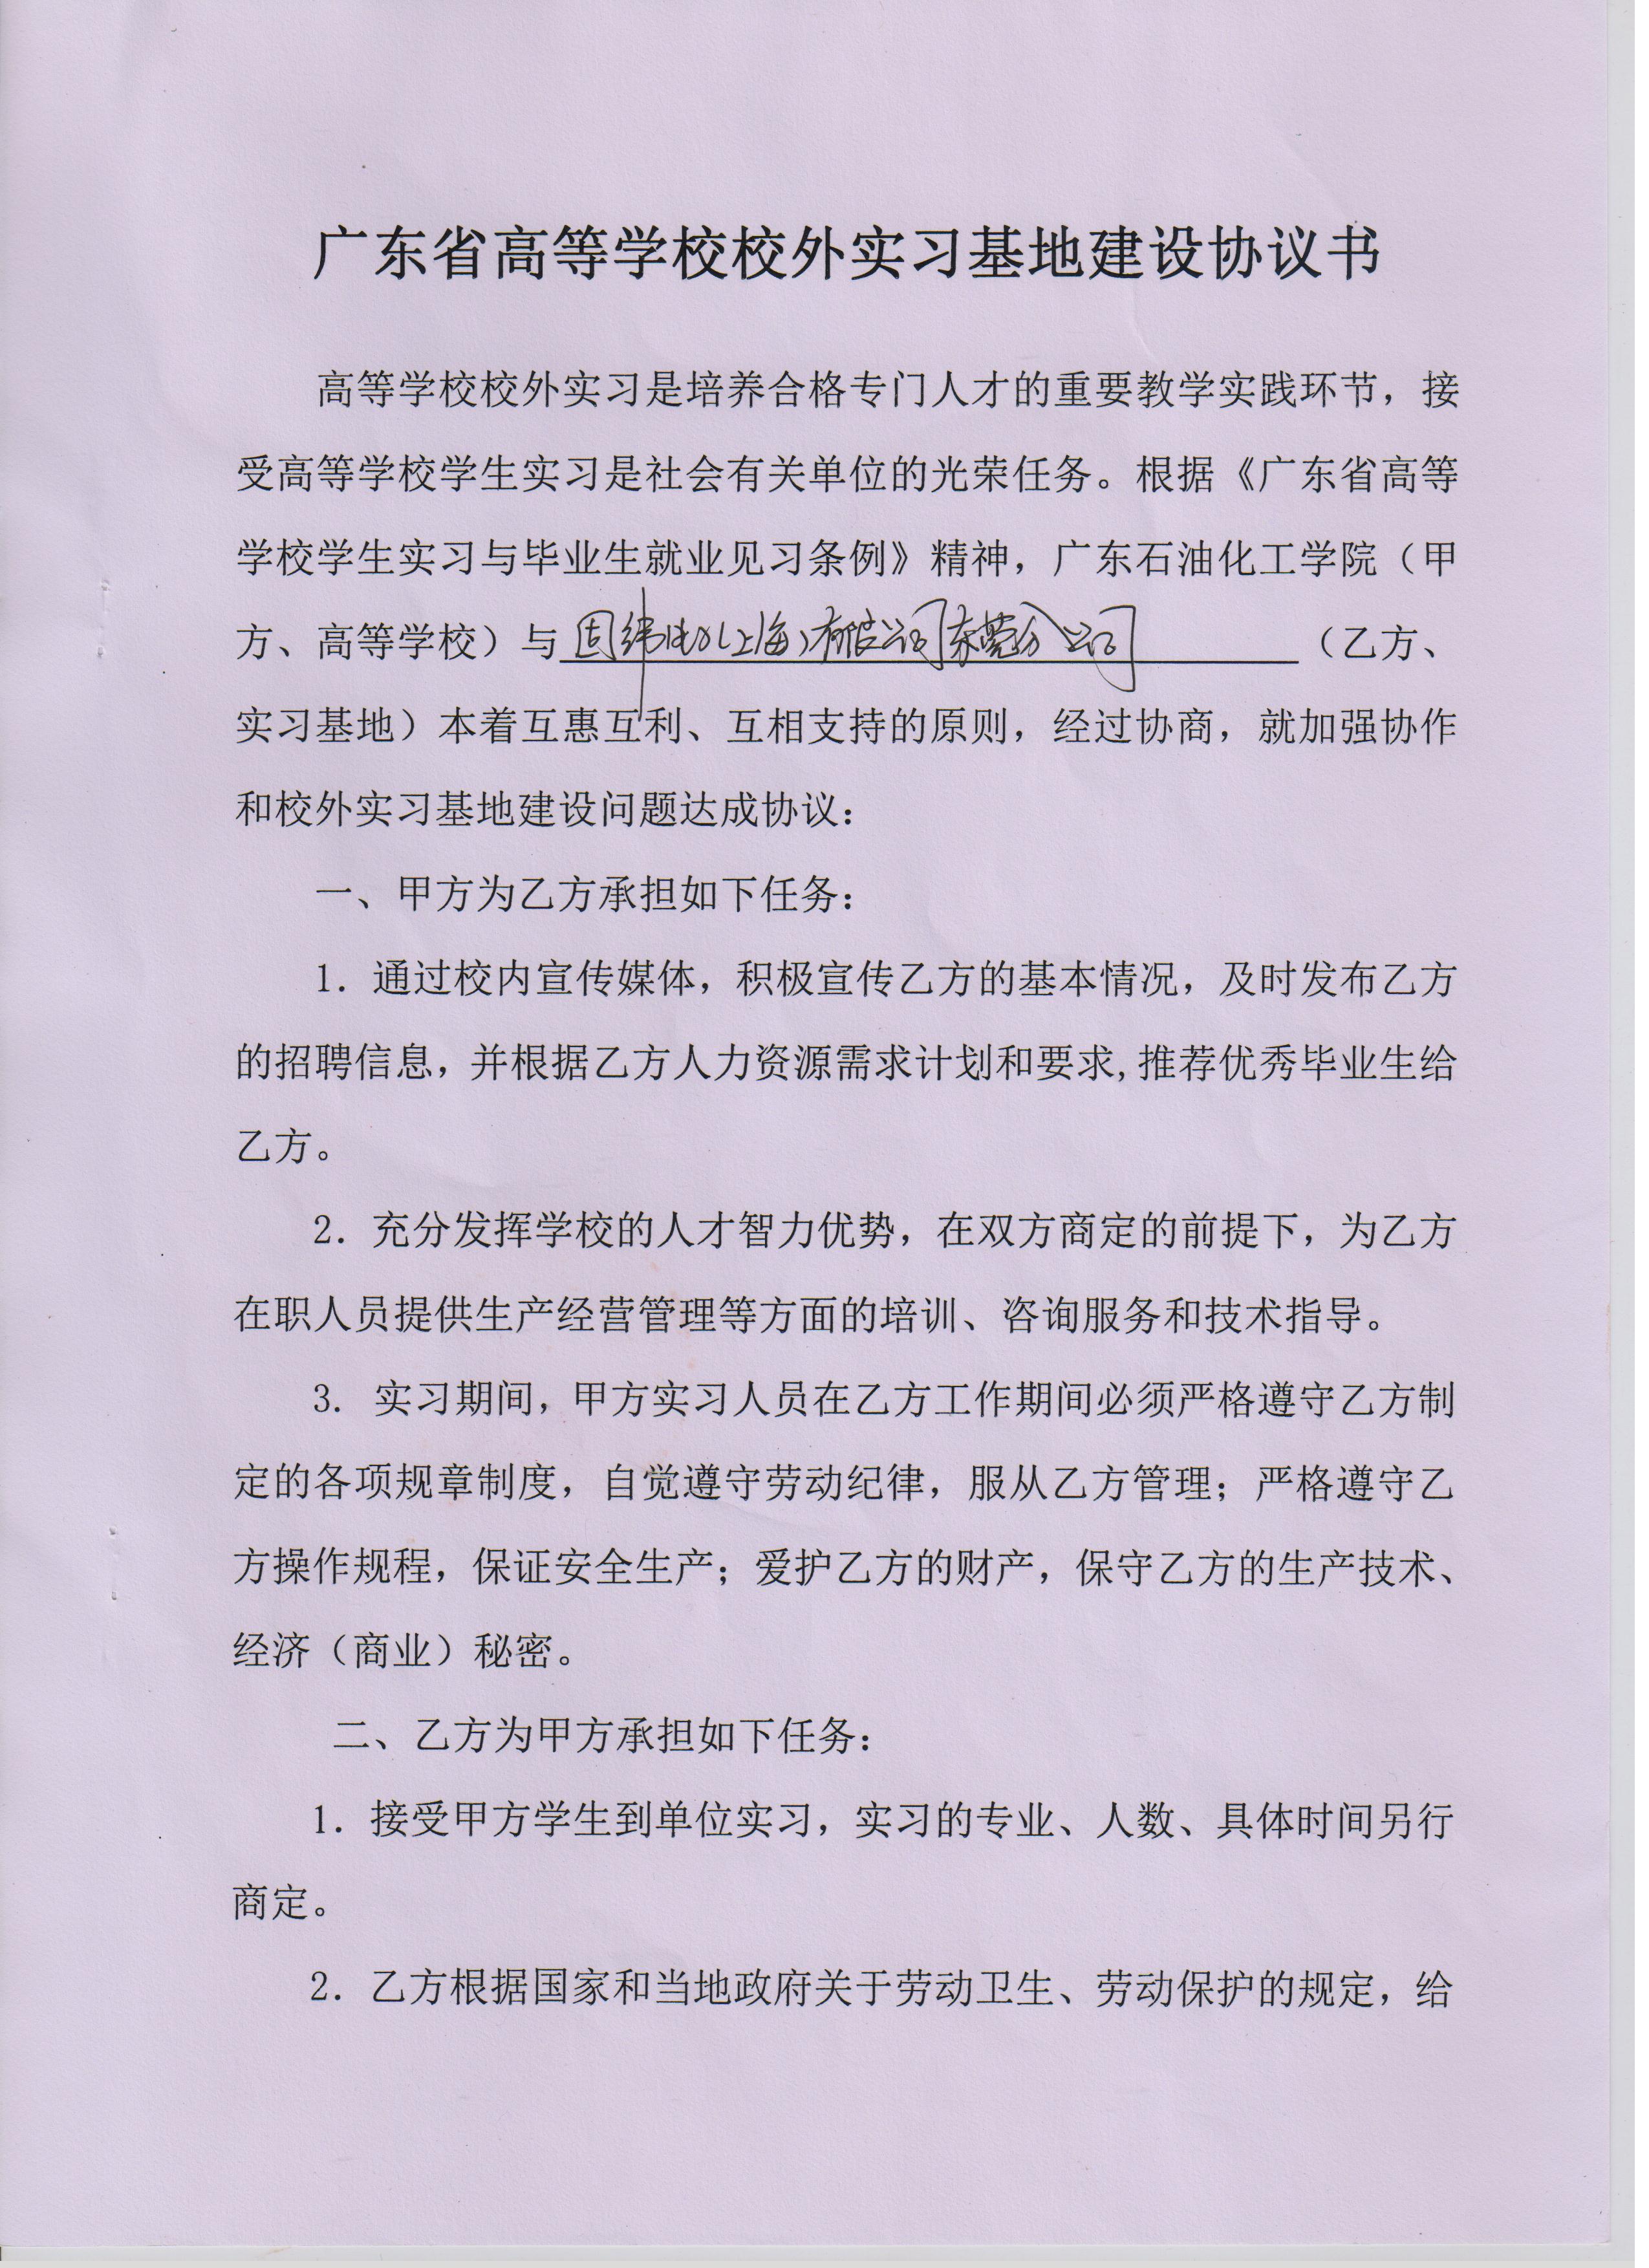 广东省高等学校校外实习基地建设协议书
高等学校校外实习是培养合格专门人才的重要教学实践环节，接
受高等学校学生实习是社会有关单位的光荣任务。根据《广东省高等
学校学生实习与毕业生就业见习条例》精神，广东石油化工学院（甲
方、高等学校）与固纬（上海）有限公司东莞分公司（乙方、
实习基地）本着互惠互利、互相支持的原则，经过协商，就加强协作
和校外实习基地建设问题达成协议：
一、甲方为乙方承担如下任务：
1．通过校内宣传媒体，积极宣传乙方的基本情况，及时发布乙方
的招聘信息，并根据乙方人力资源需求计划和要求,推荐优秀毕业生给
乙方。
2．充分发挥学校的人才智力优势，在双方商定的前提下，为乙方
在职人员提供生产经营管理等方面的培训、咨询服务和技术指导。
3. 实习期间，甲方实习人员在乙方工作期间必须严格遵守乙方制
定的各项规章制度，自觉遵守劳动纪律，服从乙方管理；严格遵守乙
方操作规程，保证安全生产；爱护乙方的财产，保守乙方的生产技术、
经济（商业）秘密。
二、乙方为甲方承担如下任务：
1．接受甲方学生到单位实习，实习的专业、人数、具体时间另行
商定。
2．乙方根据国家和当地政府关于劳动卫生、劳动保护的规定，给